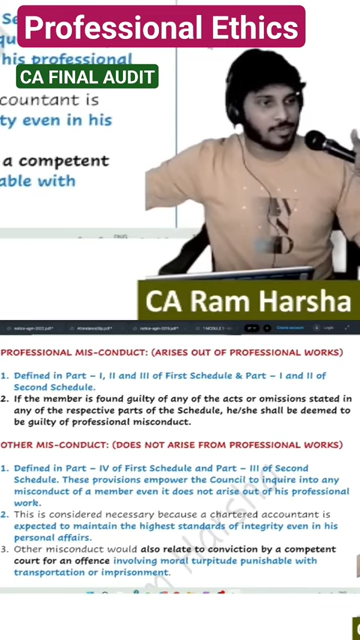 Professional Ethics
CA FINAL AUDIT
his professional
countant is
ty even in his
a competent
able with
CA Ram Harsha
PROFESSIONAL MIS-CONDUCT: (ARISES OUT OF PROFESSIONAL WORKS)
1. Defined in Part – I, II and III of First Schedule & Part – I and II of
Second Schedule.
2. If the member is found guilty of any of the acts or omissions stated in
any of the respective parts of the Schedule, he/she shall be deemed to
be guilty of professional misconduct.
OTHER MIS-CONDUCT: (DOES NOT ARISE FROM PROFESSIONAL WORKS)
1. Defined in Part – IV of First Schedule and Part – III of Second
Schedule. These provisions empower the Council to inquire into any
misconduct of a member even it does not arise out of his professional
work.
2. This is considered necessary because a chartered accountant is
expected to maintain the highest standards of integrity even in his
personal affairs.
3. Other misconduct would also relate to conviction by a competent
court for an offence involving moral turpitude punishable with
transportation or imprisonment.